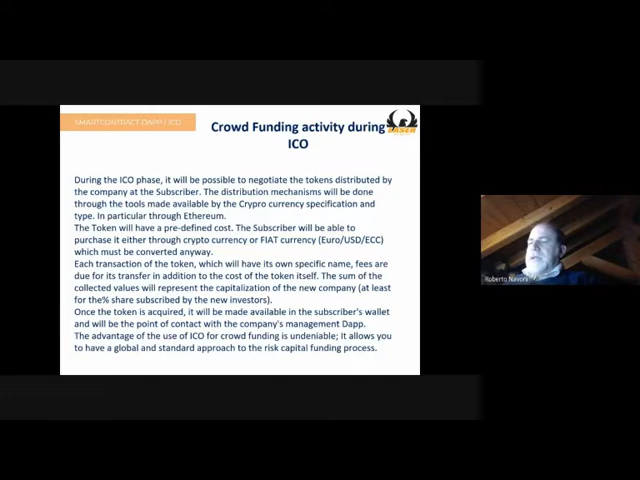 SMARTCONTRACT DAPP / ICO
Crowd Funding activity during
ICO
During the ICO phase, it will be possible to negotiate the tokens distributed by
the company at the Subscriber. The distribution mechanisms will be done
through the tools made available by the Crypro currency specification and
type. In particular through Ethereum.
The Token will have a pre-defined cost. The Subscriber will be able to
purchase it either through crypto currency or FIAT currency (Euro/USD/ECC)
which must be converted anyway.
Each transaction of the token, which will have its own specific name, fees are
due for its transfer in addition to the cost of the token itself. The sum of the
collected values will represent the capitalization of the new company (at least
for the% share subscribed by the new investors).
Once the token is acquired, it will be made available in the subscriber's wallet
and will be the point of contact with the company's management Dapp.
The advantage of the use of ICO for crowd funding is undeniable; It allows you
to have a global and standard approach to the risk capital funding process.
Roberto Navoni